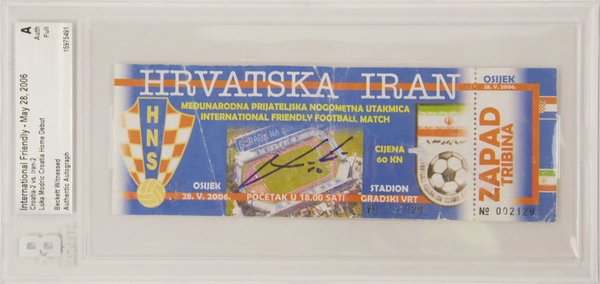 A
Auth
Full
15975491
International Friendly - May 28, 2006
Croatia-2 vs. Iran-2
Luka Modric Croatia Home Debut
Beckett Witnessed
Authentic Autograph
HRVATSKA IRAN
MEĐUNARODNA PRIJATELJSKA NOGOMETNA UTAKMICA
INTERNATIONAL FRIENDLY FOOTBALL MATCH
HNS
CIJENA
60 KN
OSIJEK
28. V. 2006.
POČETAK U 18.00 SATI
STADION
GRADSKI VRT
OSIJEK
28. V. 2006.
ZAPAD
TRIBINA
№ 002129